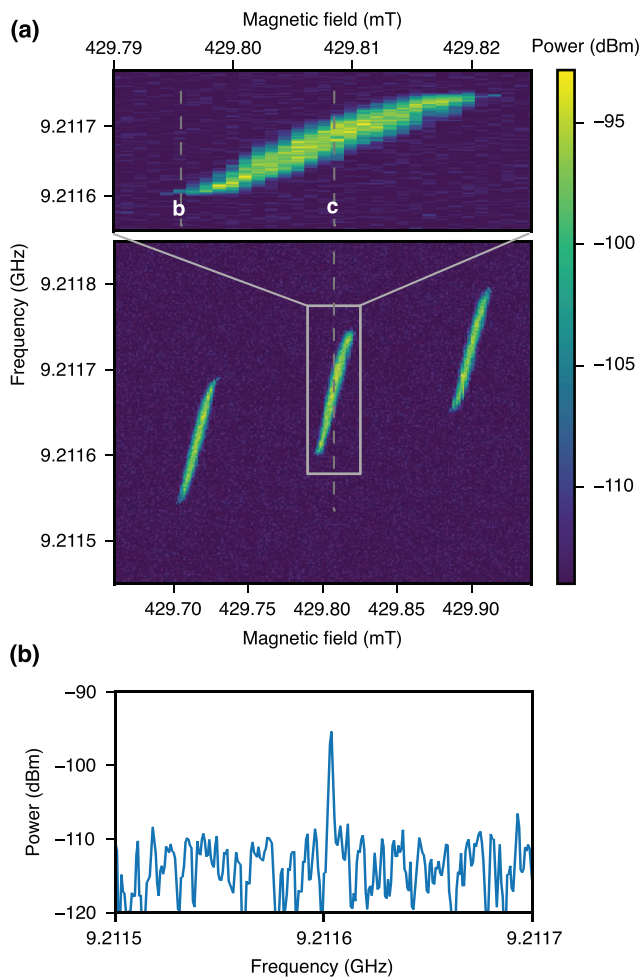 (a)
Magnetic field (mT)
429.79 429.80 429.81 429.82
Power (dBm)
9.2117
9.2116
b c
−95
−100
−105
−110
Frequency (GHz)
9.2118
9.2117
9.2116
9.2115
429.70 429.75 429.80 429.85 429.90
Magnetic field (mT)
(b)
−90
−100
−110
−120
Power (dBm)
9.2115 9.2116 9.2117
Frequency (GHz)